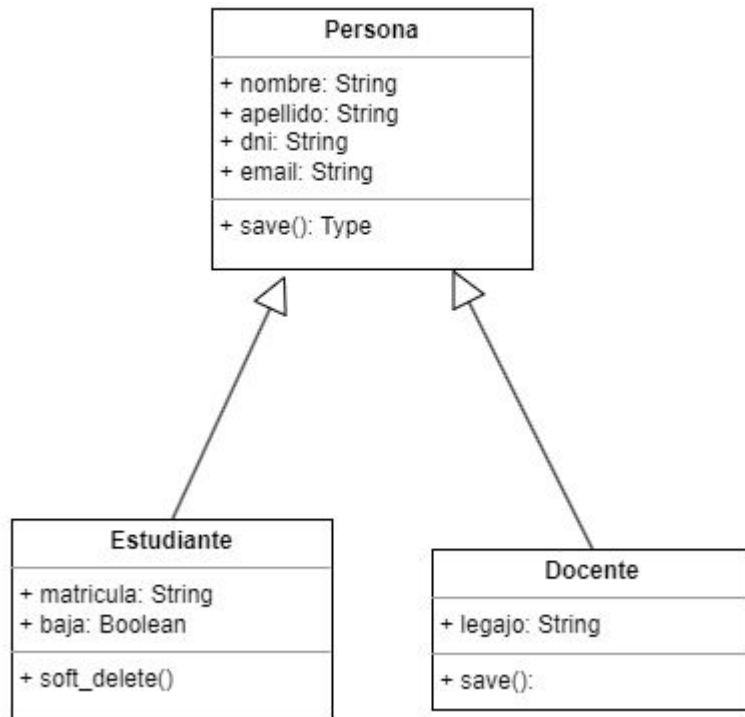 Persona
+ nombre: String
+ apellido: String
+ dni: String
+ email: String
+ save(): Type
Estudiante
+ matricula: String
+ baja: Boolean
+ soft_delete()
Docente
+ legajo: String
+ save():